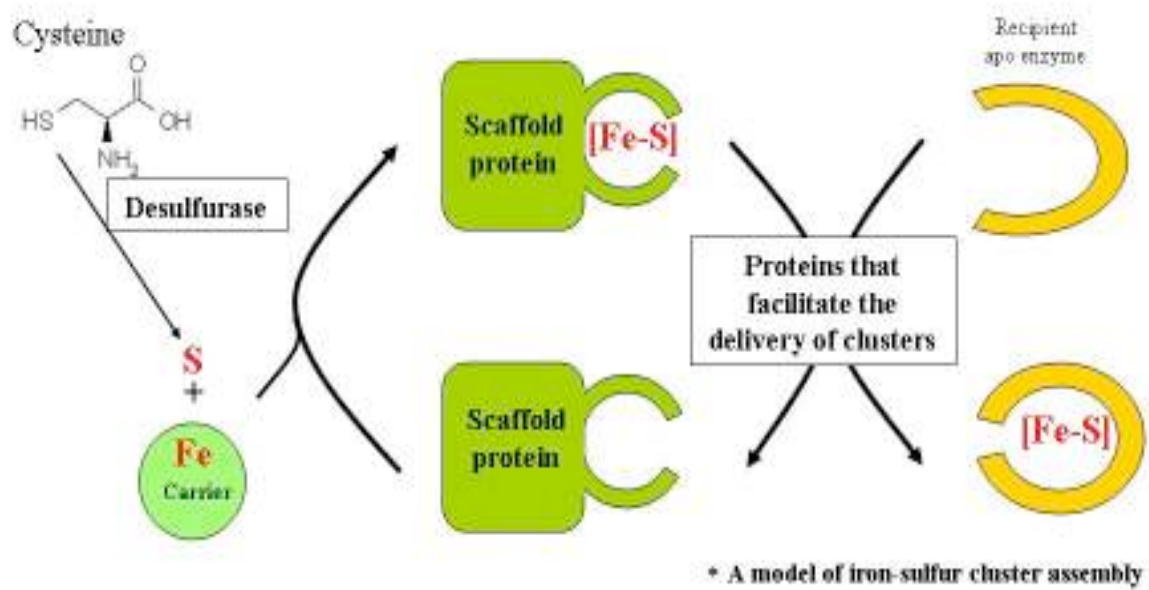 Cysteine
O
HS
OH
NH2
Desulfurase
S
+
Fe
Carrier
Scaffold
protein
[Fe-S]
Scaffold
protein
Proteins that
facilitate the
delivery of clusters
Recipient
apo enzyme
[Fe-S]
* A model of iron-sulfur cluster assembly